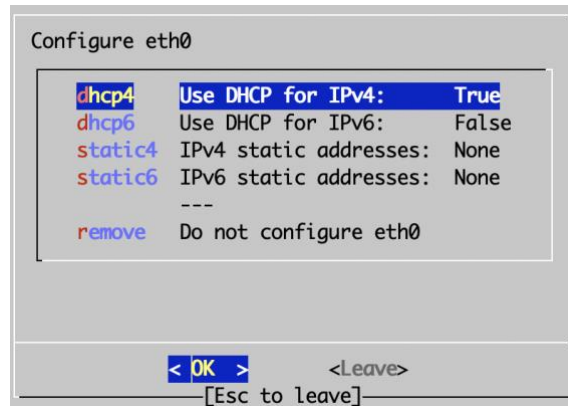 Configure eth0
dhcp4 Use DHCP for IPv4: True
dhcp6 Use DHCP for IPv6: False
static4 IPv4 static addresses: None
static6 IPv6 static addresses: None
---
remove Do not configure eth0
< OK > <Leave>
[Esc to leave]